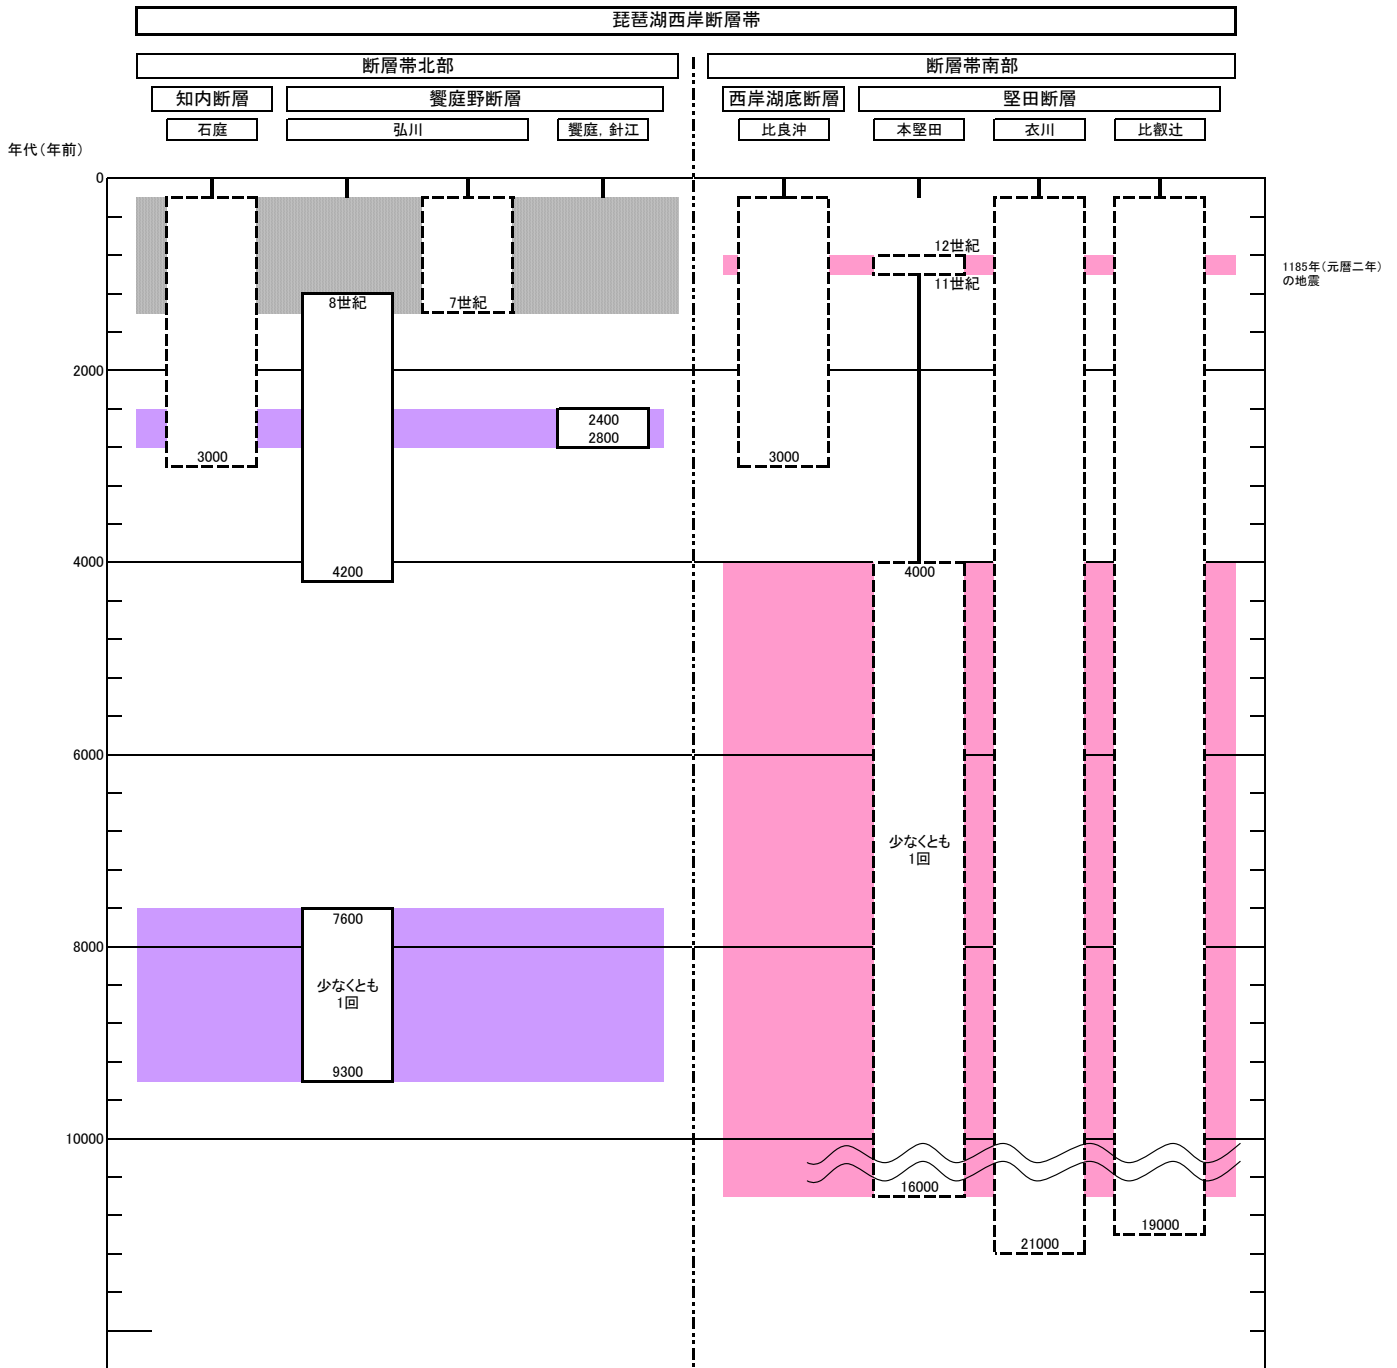 琵琶湖西岸断層帯
断層帯北部
断層帯南部
知内断層
饗庭野断層
西岸湖底断層
堅田断層
石庭
弘川
饗庭, 針江
比良沖
本堅田
衣川
比叡辻
年代(年前)
0
12世紀
1185年(元暦二年)
の地震
11世紀
8世紀
7世紀
2000
2400
2800
3000
3000
4000
4200
4000
6000
少なくとも
1回
7600
8000
少なくとも
1回
9300
10000
16000
19000
21000